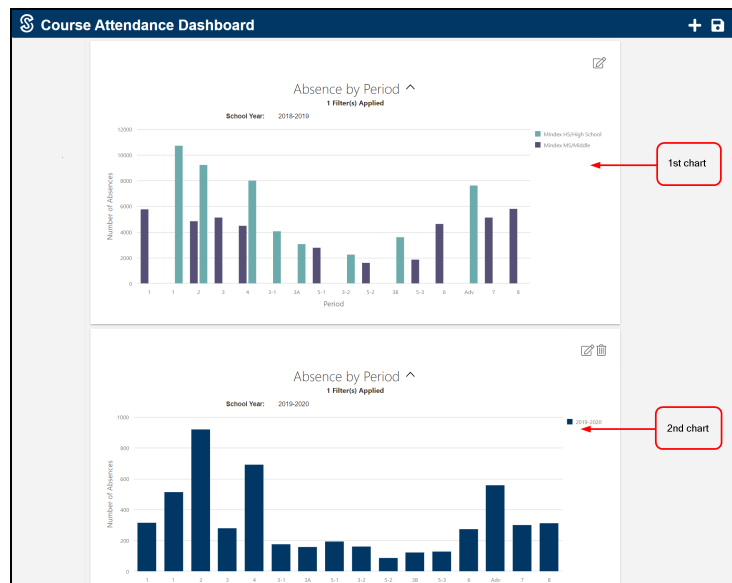 Course Attendance Dashboard
Absence by Period
1 Filter(s) Applied
School Year: 2018-2019
12000
10000
8000
6000
4000
2000
0
Number of Absences
1 1 2 3 4 3-1 3A 5-1 3-2 5-2 3B 5-3 6 Adv 7 8
Period
Mindex HS/High School
Mindex MS/Middle
1st chart
Absence by Period
1 Filter(s) Applied
School Year: 2019-2020
1000
800
600
400
200
0
Number of Absences
1 1 2 3 4 3-1 3A 5-1 3-2 5-2 3B 5-3 6 Adv 7 8
2019-2020
2nd chart